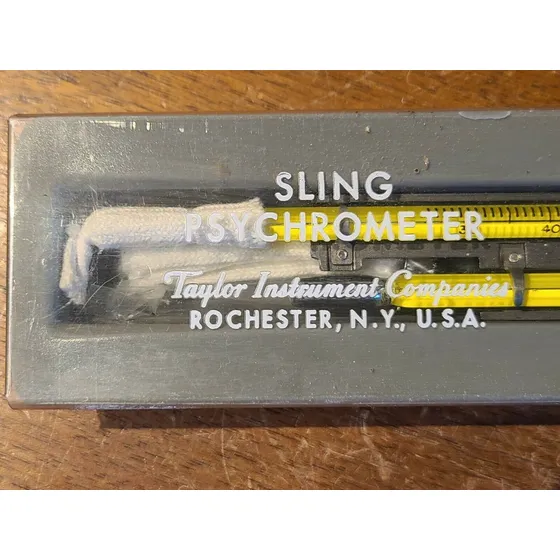 SLING
PSYCHROMETER
40
Taylor Instrument Companies
ROCHESTER, N.Y., U.S.A.